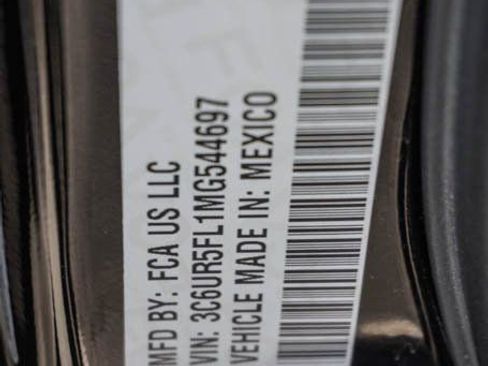 MFD BY: FCA US LLC
VIN: 3C6UR5FL1MG544697
VEHICLE MADE IN: MEXICO